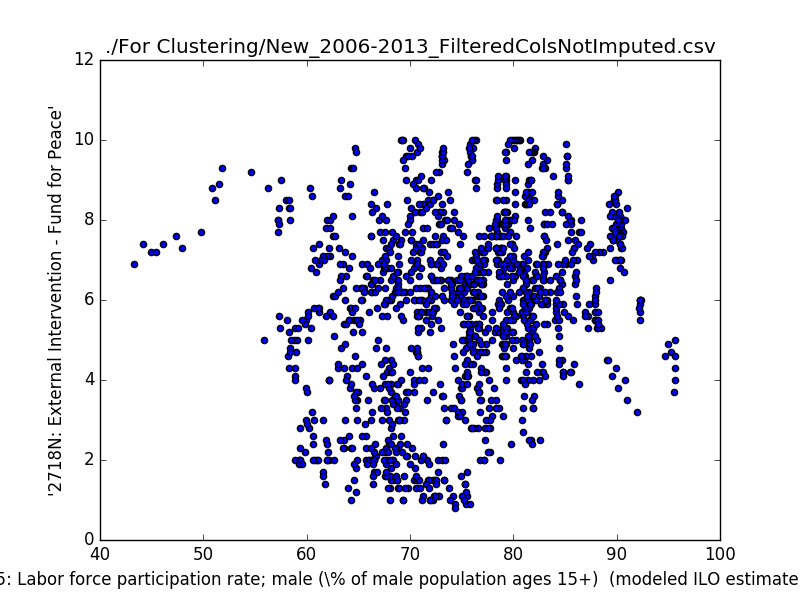 ./For Clustering/New_2006-2013_FilteredColsNotImputed.csv
12
10
8
6
4
2
0
'2718N: External Intervention - Fund for Peace'
40 50 60 70 80 90 100
5: Labor force participation rate; male (\% of male population ages 15+) (modeled ILO estimate